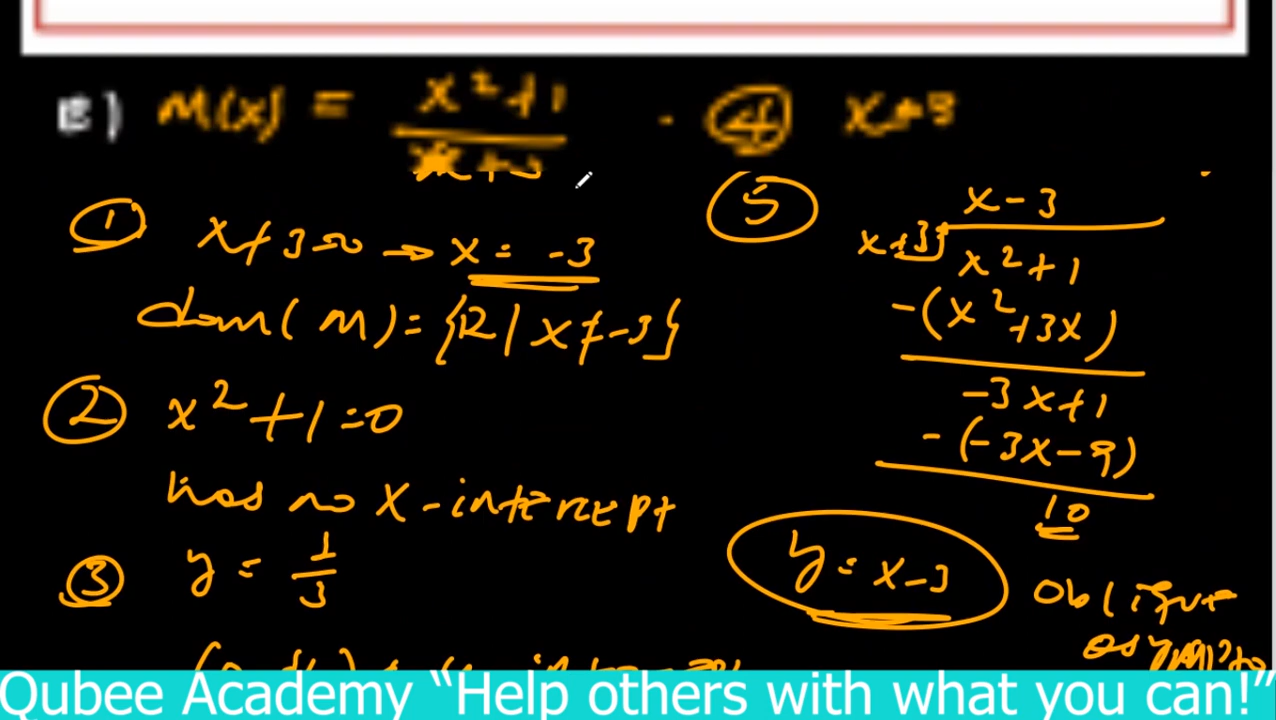 B) M(x) = x²+1
x+3
① x+3=0 → x = -3
dom(M) = {R | x ≠ -3}
② x²+1=0
has no x-intercept
③ y = 1/3
④ x+3
⑤ x-3
x+3 x²+1
-(x²+3x)
-3x+1
-(-3x-9)
10
y = x-3 oblique
Qubee Academy “Help others with what you can!”